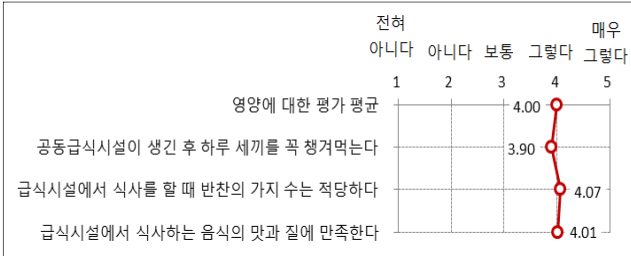 전혀 매우
아니다 아니다 보통 그렇다 그렇다
1 2 3 4 5
영양에 대한 평가 평균 4.00
공동급식시설이 생긴 후 하루 세끼를 꼭 챙겨먹는다 3.90
급식시설에서 식사를 할 때 반찬의 가지 수는 적당하다 4.07
급식시설에서 식사하는 음식의 맛과 질에 만족한다 4.01